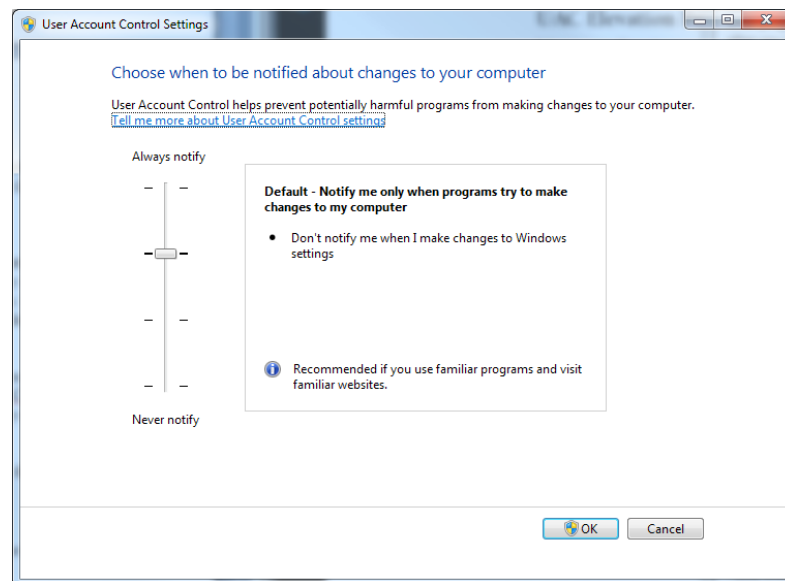 User Account Control Settings
UAC Elevation
Choose when to be notified about changes to your computer
User Account Control helps prevent potentially harmful programs from making changes to your computer.
Tell me more about User Account Control settings
Always notify
Default - Notify me only when programs try to make
changes to my computer
• Don't notify me when I make changes to Windows
settings
Recommended if you use familiar programs and visit
familiar websites.
Never notify
OK
Cancel